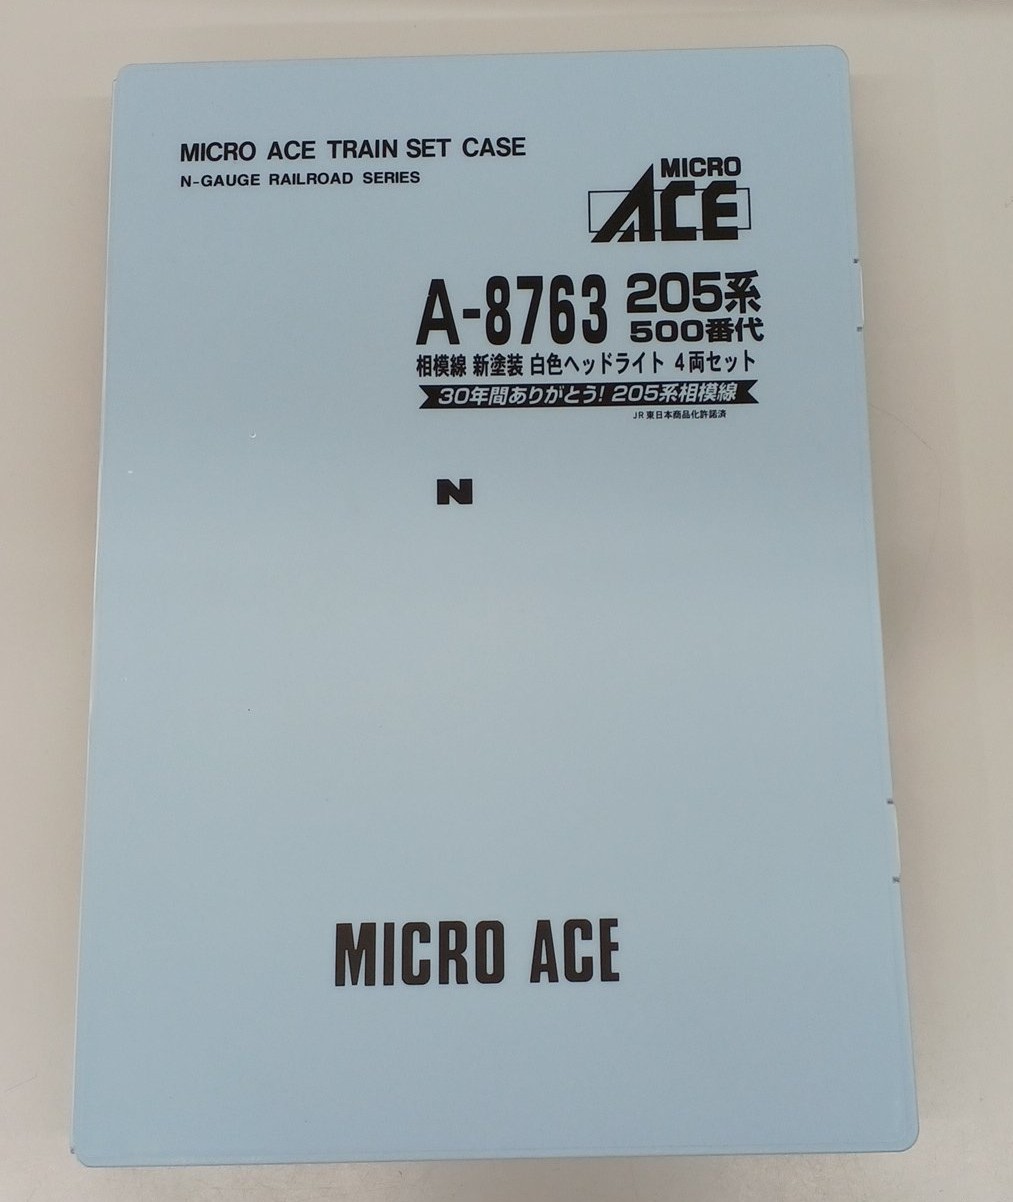 MICRO ACE TRAIN SET CASE
N-GAUGE RAILROAD SERIES
MICRO
ACE
A-8763 205系
500番代
相模線 新塗装 白色ヘッドライト 4両セット
30年間ありがとう! 205系相模線
JR東日本商品化許諾済
N
MICRO ACE